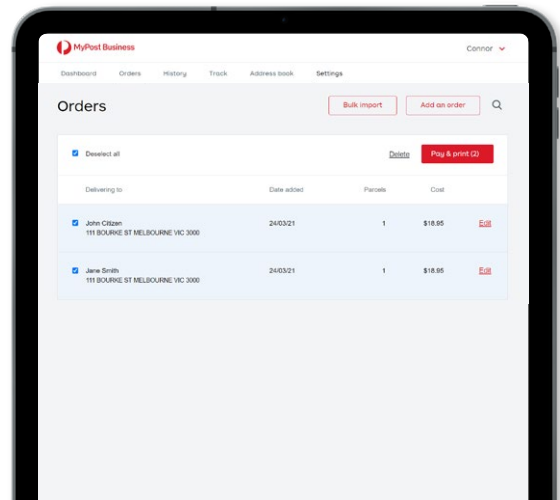 MyPost Business
Connor
Dashboard Orders History Track Address book Settings
Orders
Bulk import Add an order
Deselect all Delete Pay & print (2)
Delivering to Date added Parcels Cost
John Citizen 24/03/21 1 $18.95 Edit
111 BOURKE ST MELBOURNE VIC 3000
Jane Smith 24/03/21 1 $18.95 Edit
111 BOURKE ST MELBOURNE VIC 3000